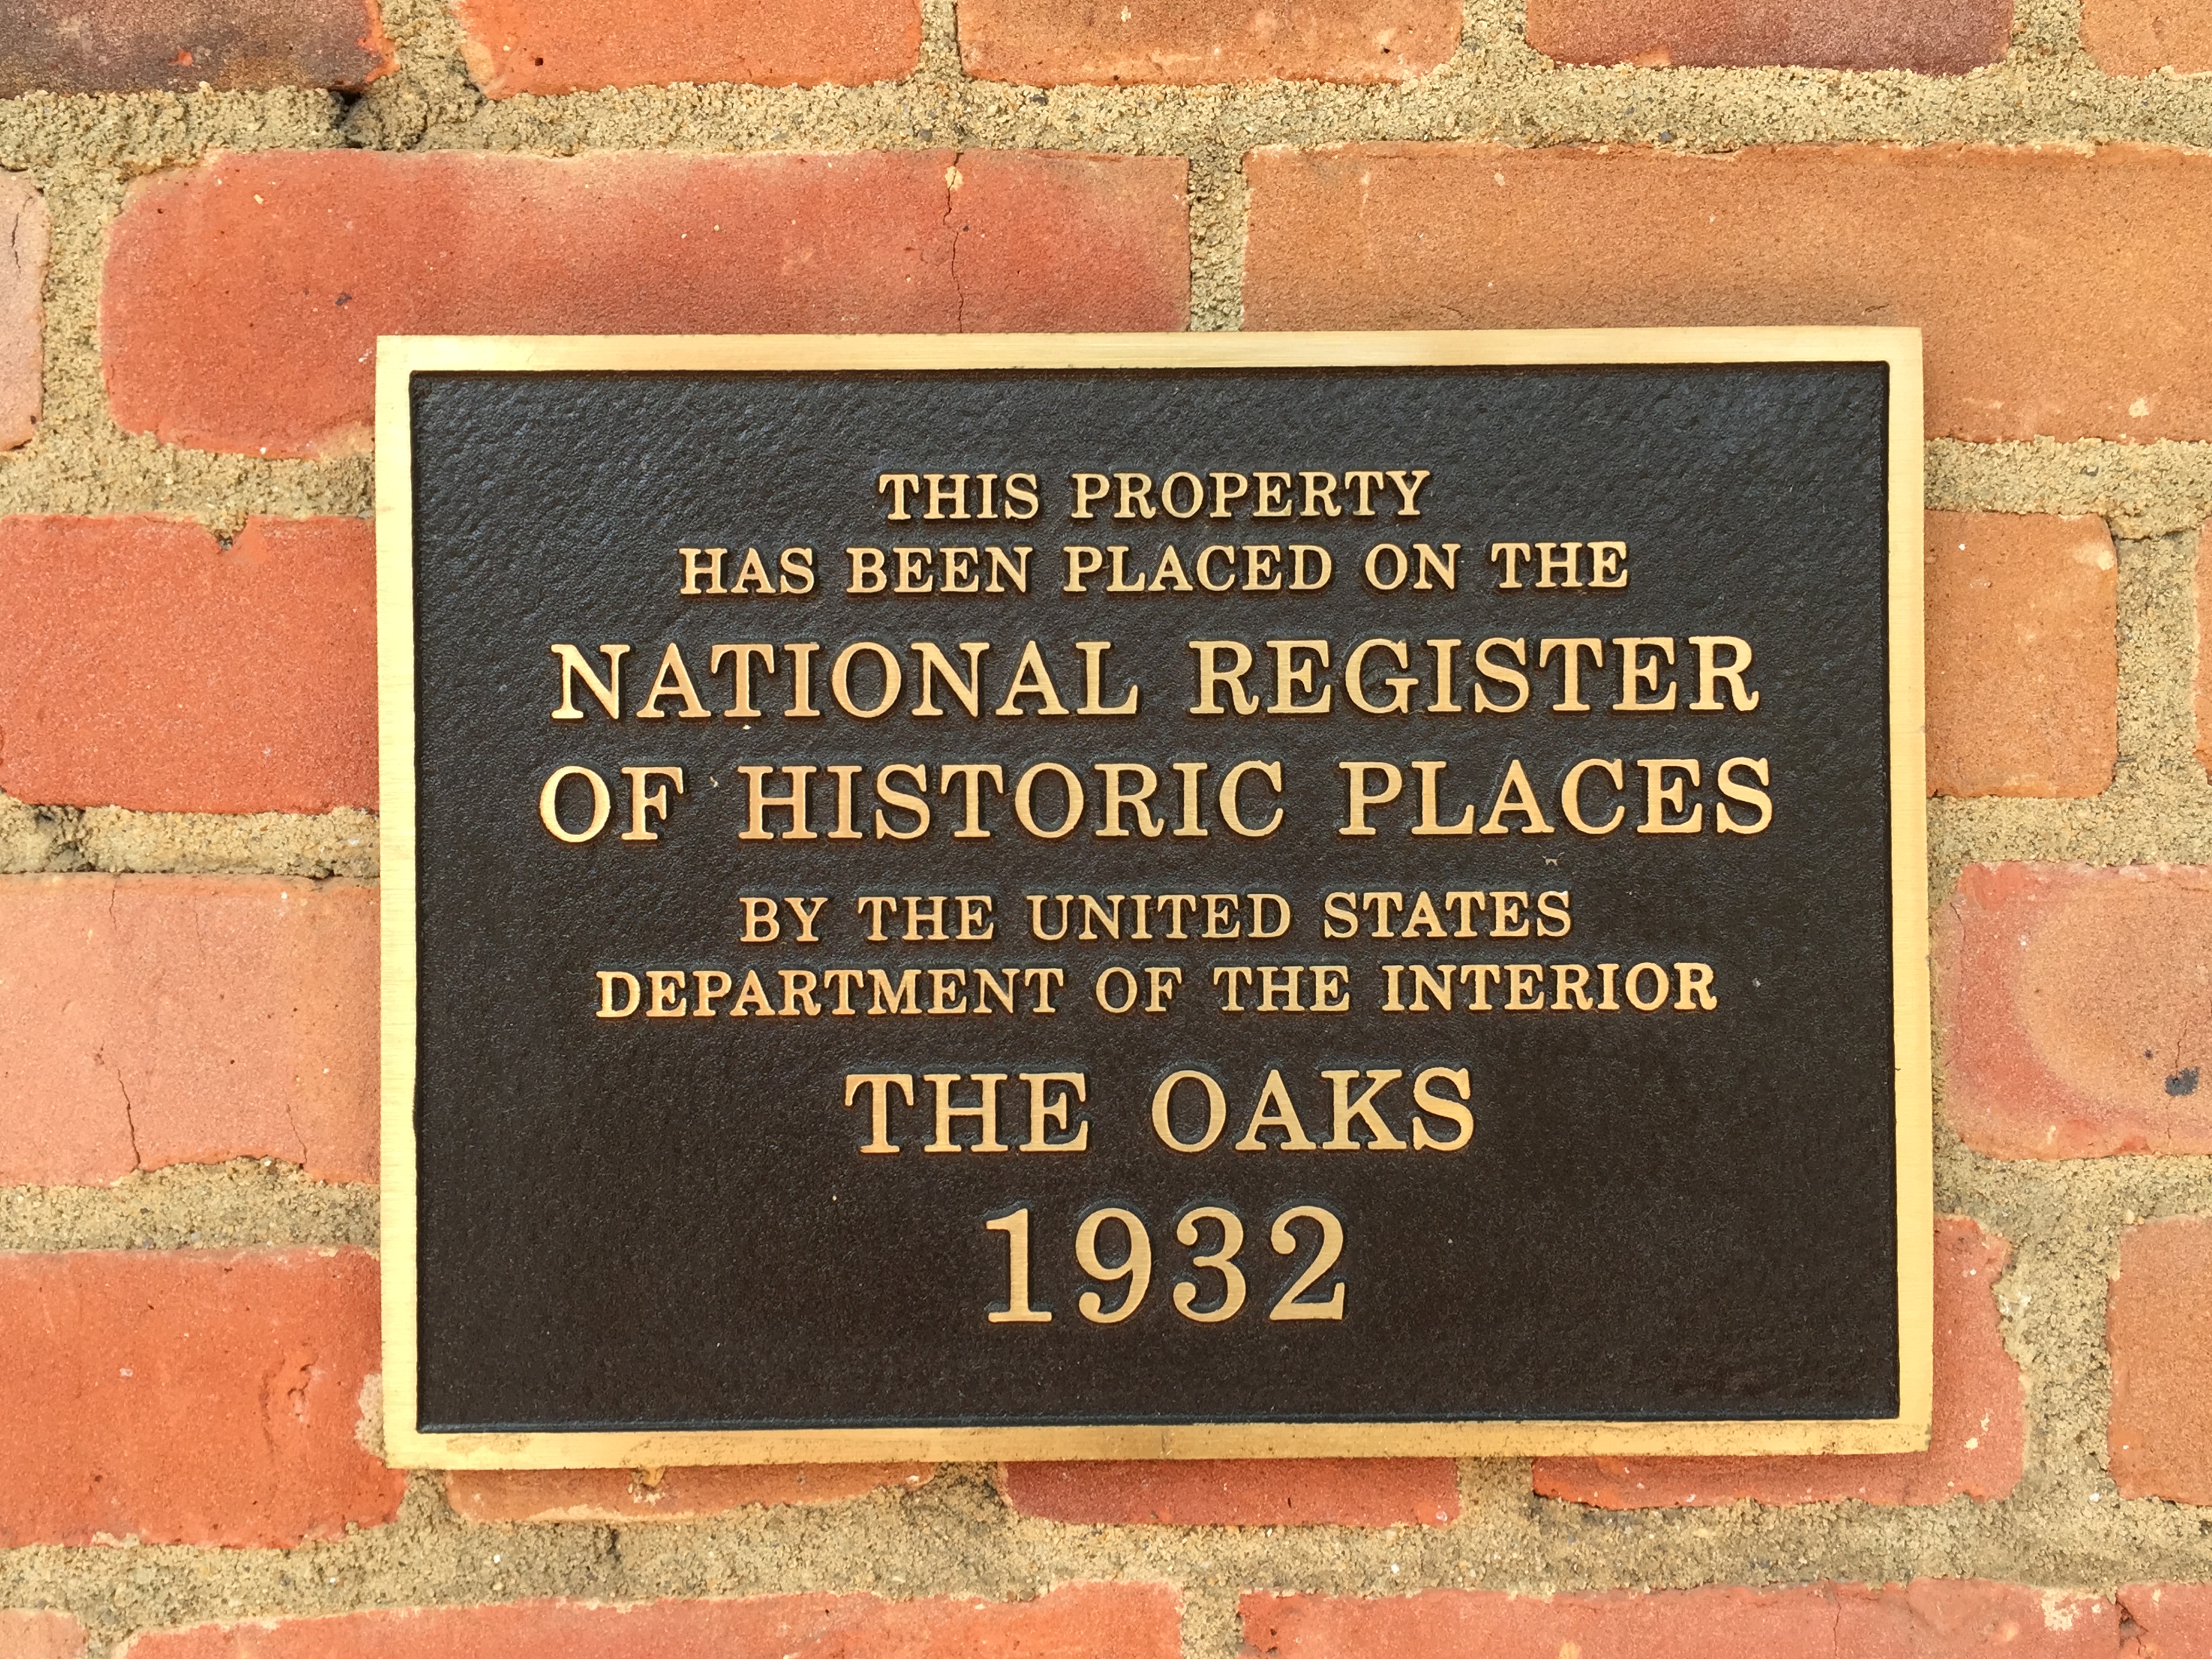 THIS PROPERTY
HAS BEEN PLACED ON THE
NATIONAL REGISTER
OF HISTORIC PLACES
BY THE UNITED STATES
DEPARTMENT OF THE INTERIOR
THE OAKS
1932